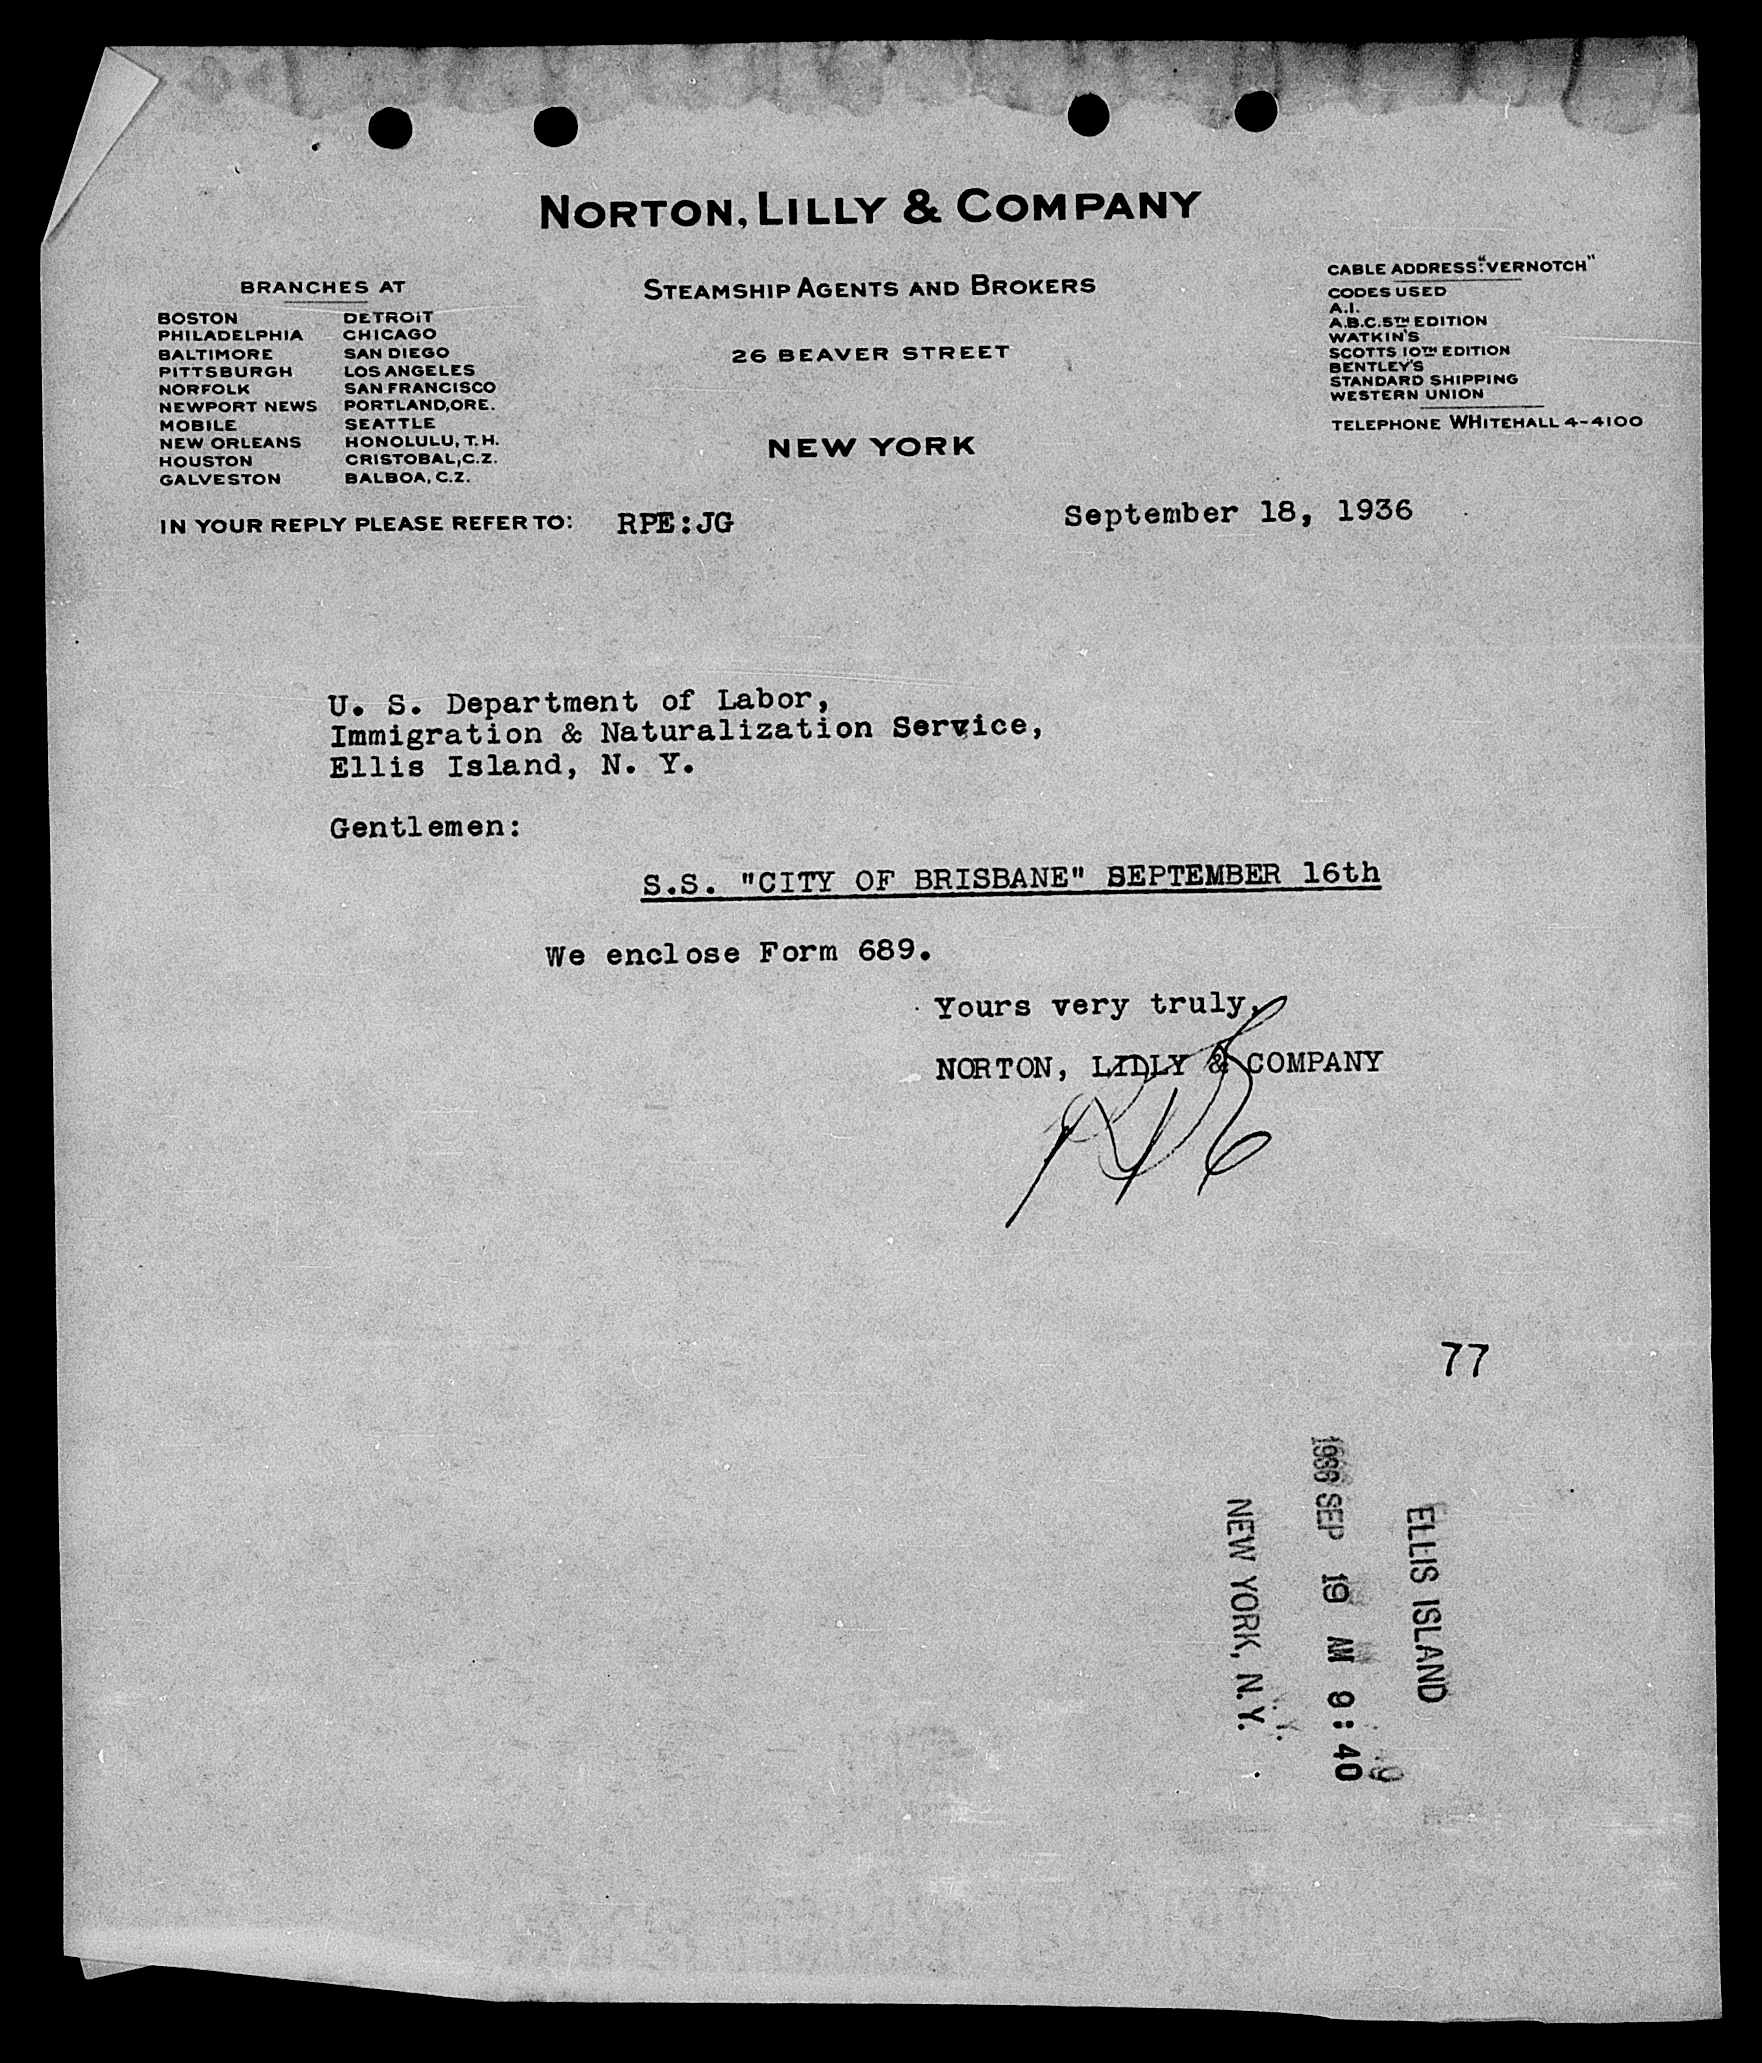 NORTON, LILLY & COMPANY
STEAMSHIP AGENTS AND BROKERS
26 BEAVER STREET
NEW YORK
BRANCHES AT
BOSTON DETROIT
PHILADELPHIA CHICAGO
BALTIMORE SAN DIEGO
PITTSBURGH LOS ANGELES
NORFOLK SAN FRANCISCO
NEWPORT NEWS PORTLAND, ORE.
MOBILE SEATTLE
NEW ORLEANS HONOLULU, T. H.
HOUSTON CRISTOBAL, C.Z.
GALVESTON BALBOA, C.Z.
CABLE ADDRESS: "VERNOTCH"
CODES USED
A.I.
A.B.C. 5TH EDITION
WATKIN'S
SCOTTS 10TH EDITION
BENTLEY'S
STANDARD SHIPPING
WESTERN UNION
TELEPHONE WHITEHALL 4-4100
IN YOUR REPLY PLEASE REFER TO: RPE:JG
September 18, 1936
U. S. Department of Labor,
Immigration & Naturalization Service,
Ellis Island, N. Y.
Gentlemen:
S.S. "CITY OF BRISBANE" SEPTEMBER 16th
We enclose Form 689.
Yours very truly,
NORTON, LILLY & COMPANY
77
ELLIS ISLAND
1936 SEP 19 AM 9:40
NEW YORK, N.Y.